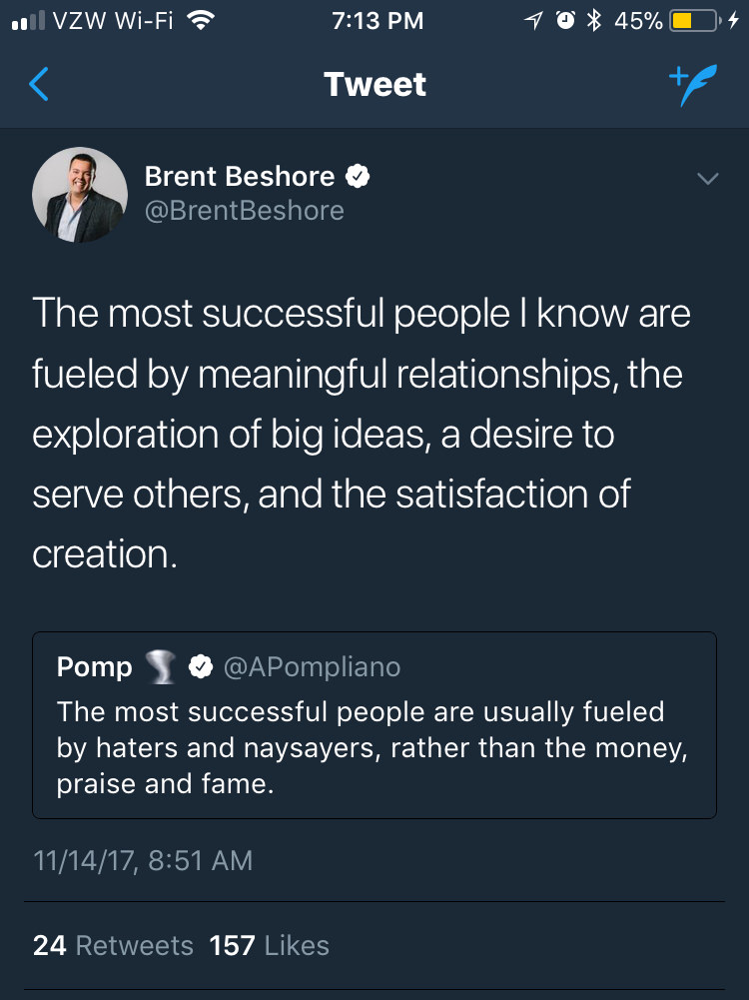 VZW Wi-Fi 7:13 PM 45%
Tweet
Brent Beshore
@BrentBeshore
The most successful people I know are
fueled by meaningful relationships, the
exploration of big ideas, a desire to
serve others, and the satisfaction of
creation.
Pomp 🌪 @APompliano
The most successful people are usually fueled
by haters and naysayers, rather than the money,
praise and fame.
11/14/17, 8:51 AM
24 Retweets 157 Likes